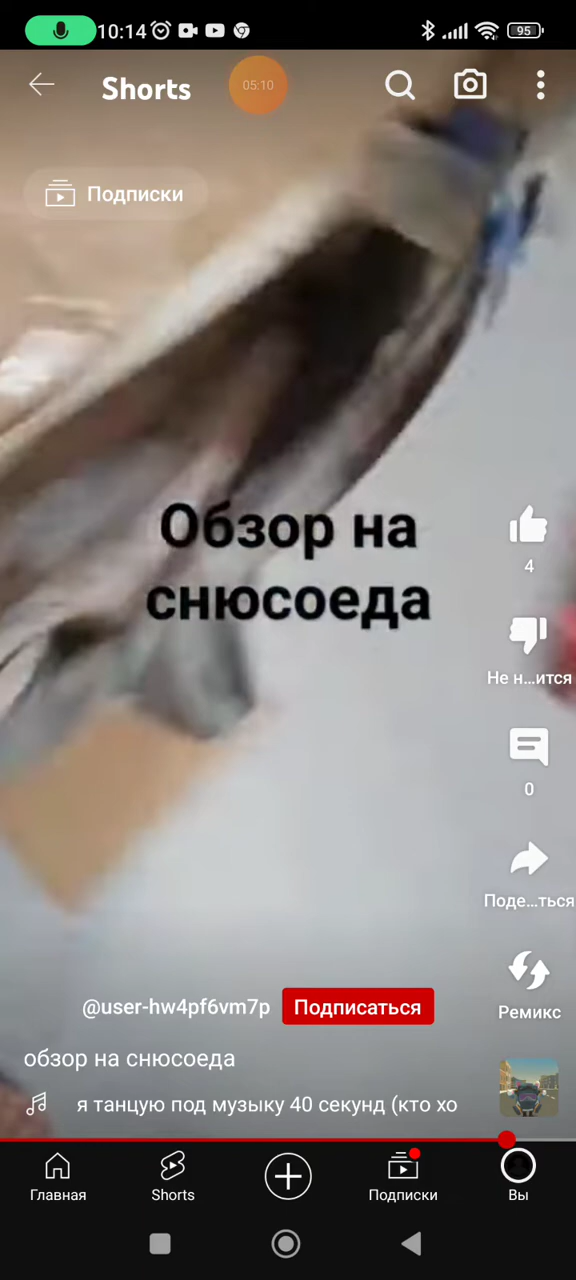 10:14
95
Shorts
05:10
Подписки
Обзор на
снюсоеда
4
Не н...ится
0
Поде...ться
Ремикс
@user-hw4pf6vm7p
Подписаться
обзор на снюсоеда
я танцую под музыку 40 секунд (кто хо
Главная
Shorts
Подписки
Вы